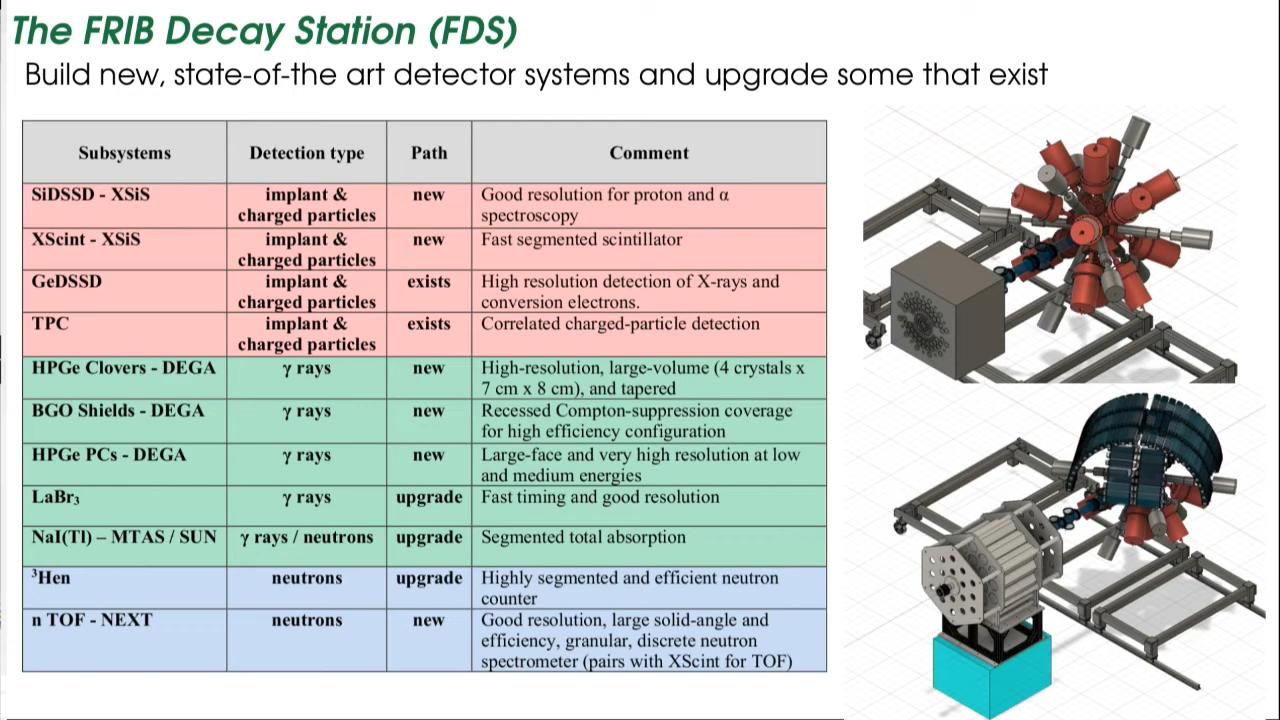 The FRIB Decay Station (FDS)
Build new, state-of-the art detector systems and upgrade some that exist
Subsystems Detection type Path Comment
SiDSSD - XSiS implant & new Good resolution for proton and α
charged particles spectroscopy
XScint - XSiS implant & new Fast segmented scintillator
charged particles
GeDSSD implant & exists High resolution detection of X-rays and
charged particles conversion electrons.
TPC implant & exists Correlated charged-particle detection
charged particles
HPGe Clovers - DEGA γ rays new High-resolution, large-volume (4 crystals x
7 cm x 8 cm), and tapered
BGO Shields - DEGA γ rays new Recessed Compton-suppression coverage
for high efficiency configuration
HPGe PCs - DEGA γ rays new Large-face and very high resolution at low
and medium energies
LaBr₃ γ rays upgrade Fast timing and good resolution
NaI(Tl) – MTAS / SUN γ rays / neutrons upgrade Segmented total absorption
³Hen neutrons upgrade Highly segmented and efficient neutron
counter
n TOF - NEXT neutrons new Good resolution, large solid-angle and
efficiency, granular, discrete neutron
spectrometer (pairs with XScint for TOF)